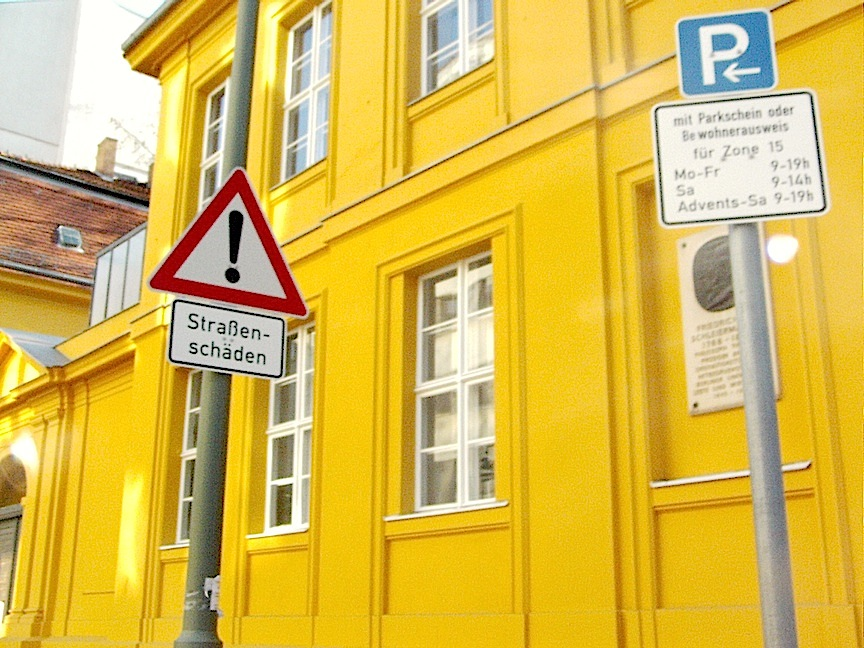 Straßen-
schäden
P
mit Parkschein oder
Bewohnerausweis
für Zone 15
Mo-Fr 9-19h
Sa 9-14h
Advents-Sa 9-19h
FRIEDRICH